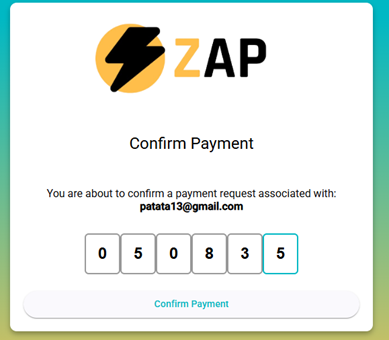 ZAP
Confirm Payment
You are about to confirm a payment request associated with:
patata13@gmail.com
0 5 0 8 3 5
Confirm Payment